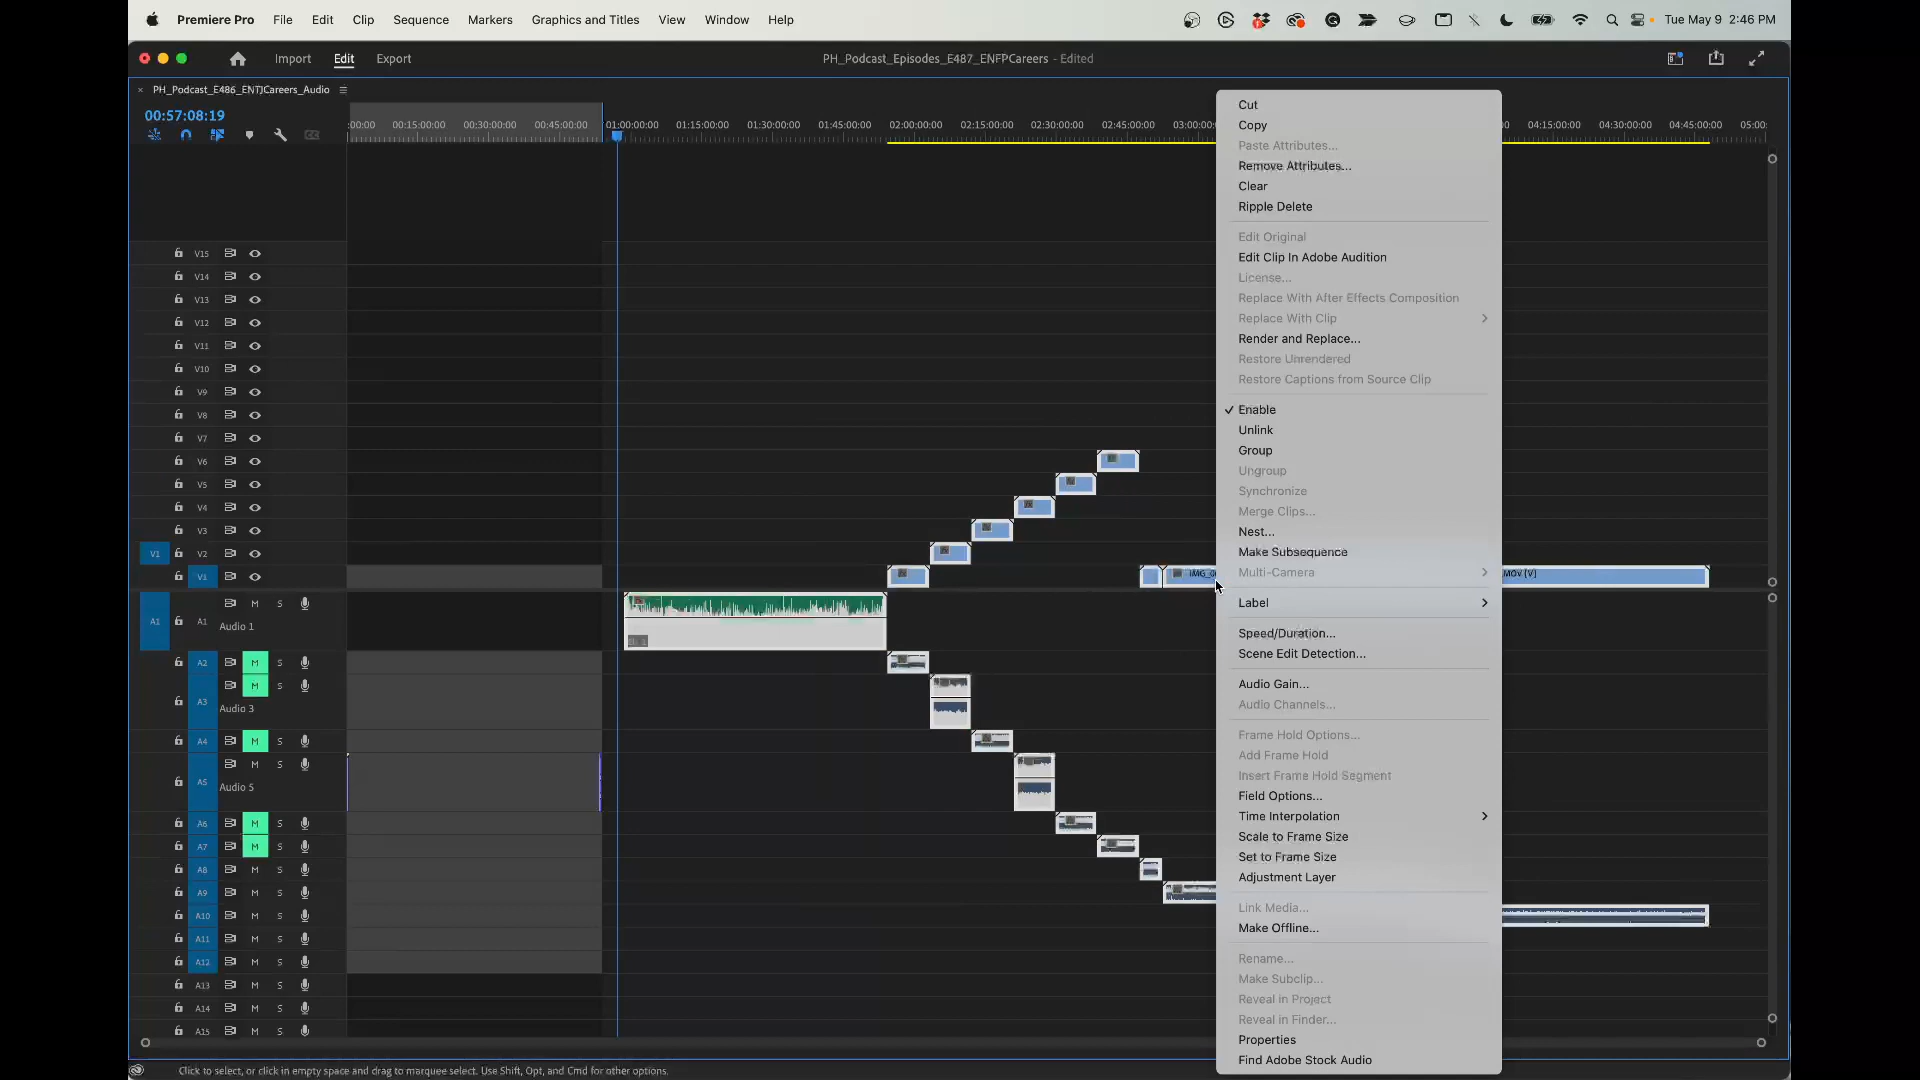 Premiere Pro File Edit Clip Sequence Markers Graphics and Titles View Window Help Tue May 9 2:46 PM
Import Edit Export PH_Podcast_Episodes_E487_ENFPCareers - Edited
× PH_Podcast_E486_ENTJCareers_Audio
00:57:08:19
:00:00 00:15:00:00 00:30:00:00 00:45:00:00 01:00:00:00 01:15:00:00 01:30:00:00 01:45:00:00 02:00:00:00 02:15:00:00 02:30:00:00 02:45:00:00 03:00:0 0 04:15:00:00 04:30:00:00 04:45:00:00 05:00:
Cut
Copy
Paste Attributes...
Remove Attributes...
Clear
Ripple Delete
Edit Original
Edit Clip In Adobe Audition
License...
Replace With After Effects Composition
Replace With Clip
Render and Replace...
Restore Unrendered
Restore Captions from Source Clip
Enable
Unlink
Group
Ungroup
Synchronize
Merge Clips...
Nest...
Make Subsequence
Multi-Camera
Label
Speed/Duration...
Scene Edit Detection...
Audio Gain...
Audio Channels...
Frame Hold Options...
Add Frame Hold
Insert Frame Hold Segment
Field Options...
Time Interpolation
Scale to Frame Size
Set to Frame Size
Adjustment Layer
Link Media...
Make Offline...
Rename...
Make Subclip...
Reveal in Project
Reveal in Finder...
Properties
Find Adobe Stock Audio
V15
V14
V13
V12
V11
V10
V9
V8
V7
V6
V5
V4
V3
V1 V2
V1 IMG_0 MOV [V]
M S
A1 A1 Audio 1
A2 M S
M S
A3 Audio 3
A4 M S
M S
A5 Audio 5
A6 M S
A7 M S
A8 M S
A9 M S
A10 M S
A11 M S
A12 M S
A13 M S
A14 M S
A15 M S
Click to select, or click in empty space and drag to marquee select. Use Shift, Opt, and Cmd for other options.